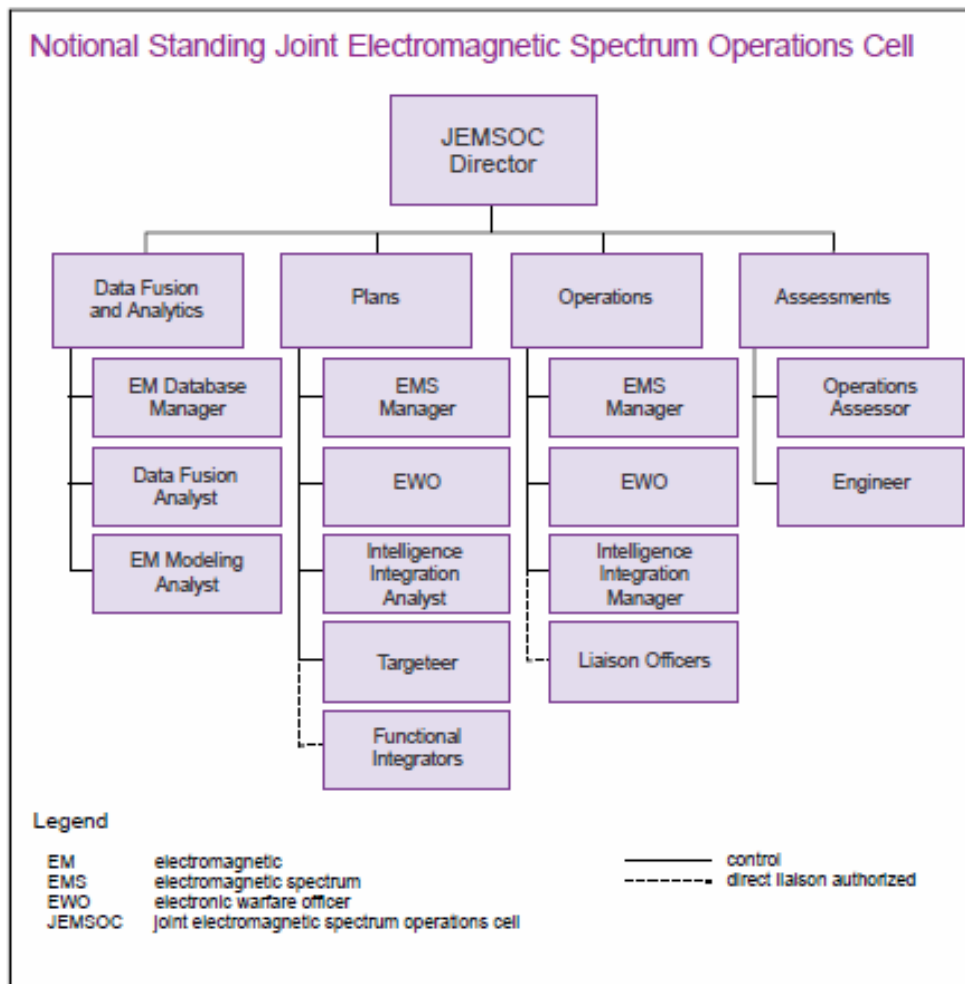 Notional Standing Joint Electromagnetic Spectrum Operations Cell
JEMSOC
Director
Data Fusion
and Analytics
Plans
Operations
Assessments
EM Database
Manager
Data Fusion
Analyst
EM Modeling
Analyst
EMS
Manager
EWO
Intelligence
Integration
Analyst
Targeteer
Functional
Integrators
EMS
Manager
EWO
Intelligence
Integration
Manager
Liaison Officers
Operations
Assessor
Engineer
Legend
EM electromagnetic
EMS electromagnetic spectrum
EWO electronic warfare officer
JEMSOC joint electromagnetic spectrum operations cell
control
direct liaison authorized